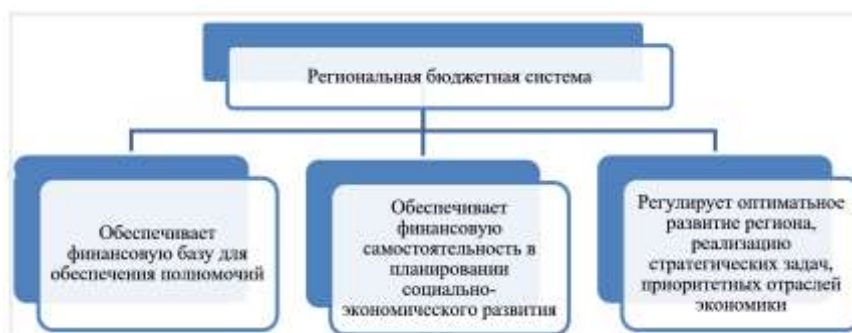 Региональная бюджетная система
Обеспечивает
финансовую базу для
обеспечения полномочий
Обеспечивает
финансовую
самостоятельность в
планировании
социально-
экономического развития
Регулирует оптиматьное
развитие региона,
реализацию
стратегических задач,
приоритетных отраслей
экономики